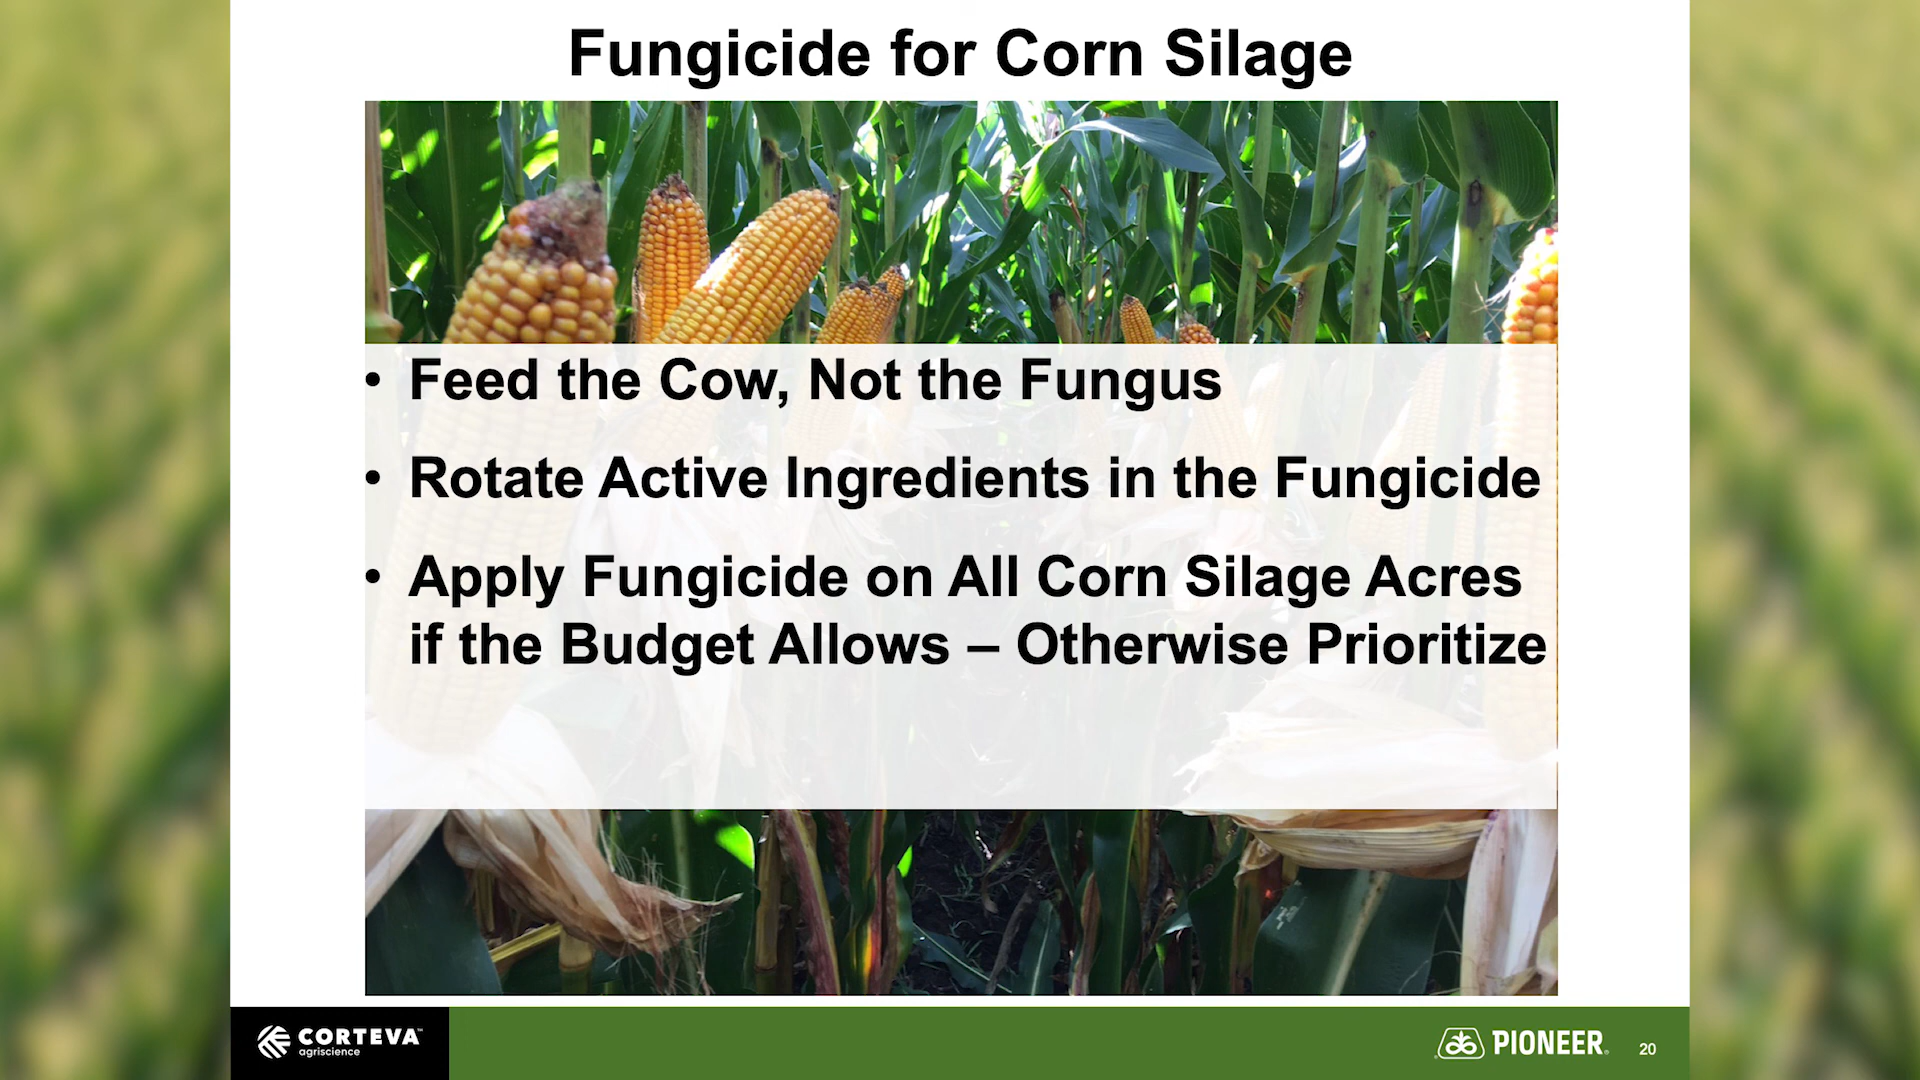 Fungicide for Corn Silage
• Feed the Cow, Not the Fungus
• Rotate Active Ingredients in the Fungicide
• Apply Fungicide on All Corn Silage Acres
if the Budget Allows – Otherwise Prioritize
CORTEVA™
agriscience
PIONEER®
20